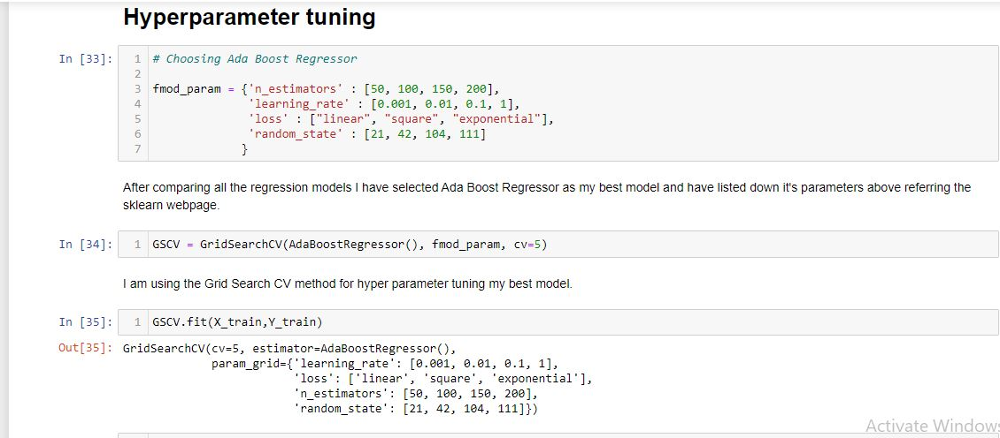 Hyperparameter tuning
In [33]:
1 # Choosing Ada Boost Regressor
2
3 fmod_param = {'n_estimators' : [50, 100, 150, 200],
4 'learning_rate' : [0.001, 0.01, 0.1, 1],
5 'loss' : ["linear", "square", "exponential"],
6 'random_state' : [21, 42, 104, 111]
7 }
After comparing all the regression models I have selected Ada Boost Regressor as my best model and have listed down it's parameters above referring the
sklearn webpage.
In [34]: 1 GSCV = GridSearchCV(AdaBoostRegressor(), fmod_param, cv=5)
I am using the Grid Search CV method for hyper parameter tuning my best model.
In [35]: 1 GSCV.fit(X_train,Y_train)
Out[35]: GridSearchCV(cv=5, estimator=AdaBoostRegressor(),
param_grid={'learning_rate': [0.001, 0.01, 0.1, 1],
'loss': ['linear', 'square', 'exponential'],
'n_estimators': [50, 100, 150, 200],
'random_state': [21, 42, 104, 111]})
Activate Windows